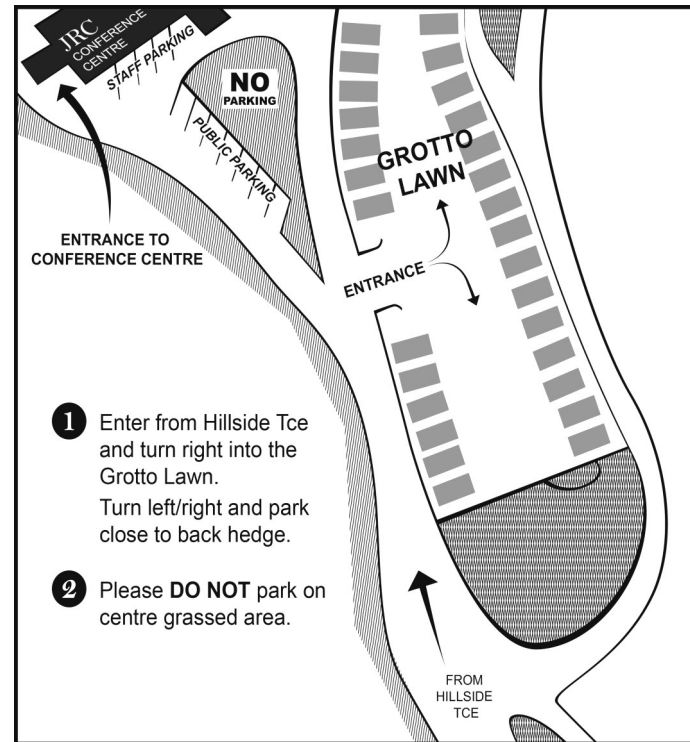 JRC
CONFERENCE
CENTRE
STAFF PARKING
NO
PARKING
PUBLIC PARKING
GROTTO
LAWN
ENTRANCE TO
CONFERENCE CENTRE
ENTRANCE
1 Enter from Hillside Tce
and turn right into the
Grotto Lawn.
Turn left/right and park
close to back hedge.
2 Please DO NOT park on
centre grassed area.
FROM
HILLSIDE
TCE